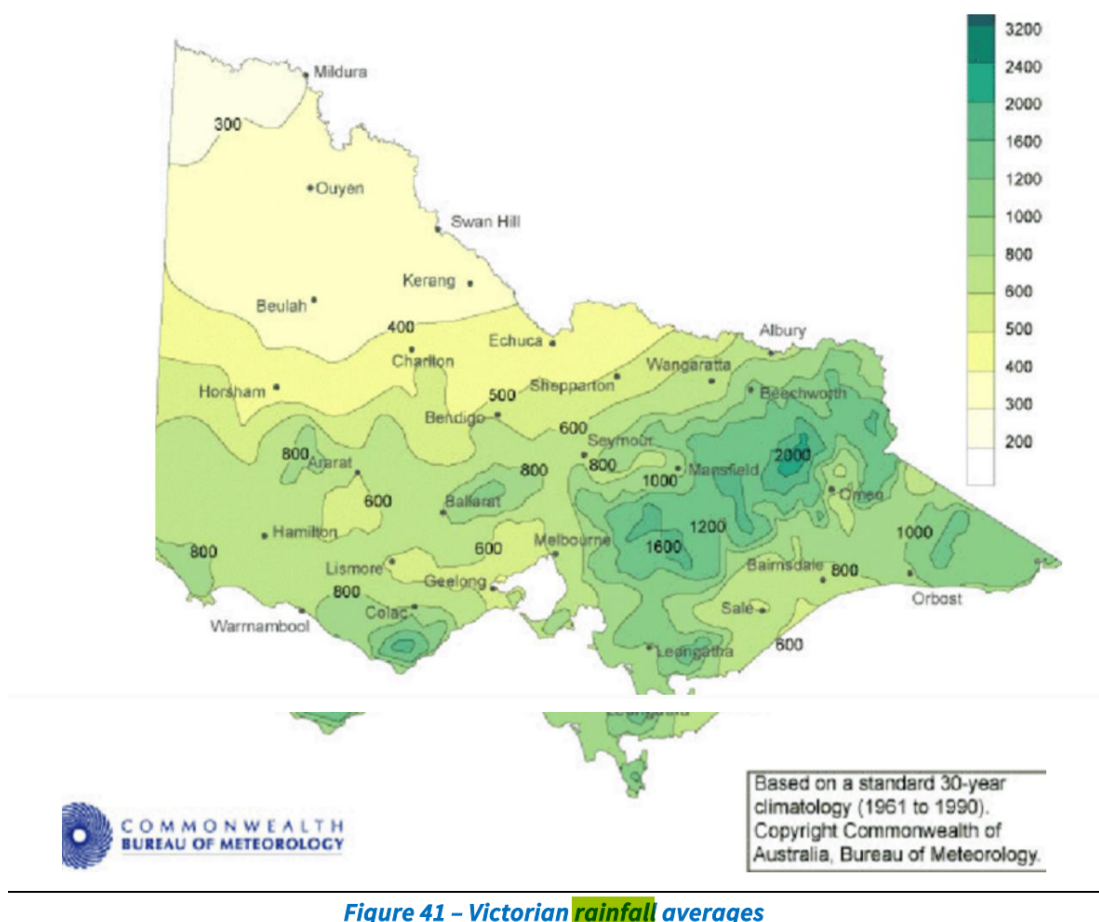 3200
2400
2000
1600
1200
1000
800
600
500
400
300
200
Mildura
300
Ouyen
Swan Hill
Kerang
Beulah
400
Echuca
Albury
Charlton
Wangaratta
Horsham
Shepparton
Beechworth
500
Bendigo
600
Seymour
800
Ararat
800
800
2000
Mansfield
1000
Omeo
600
Ballarat
Hamilton
1200
1000
Melbourne
600
1600
800
Lismore
Bairnsdale
800
Geelong
800
Orbost
Colac
Sale
Warrnambool
600
Leongatha
COMMONWEALTH
BUREAU OF METEOROLOGY
Based on a standard 30-year
climatology (1961 to 1990).
Copyright Commonwealth of
Australia, Bureau of Meteorology.
Figure 41 – Victorian rainfall averages